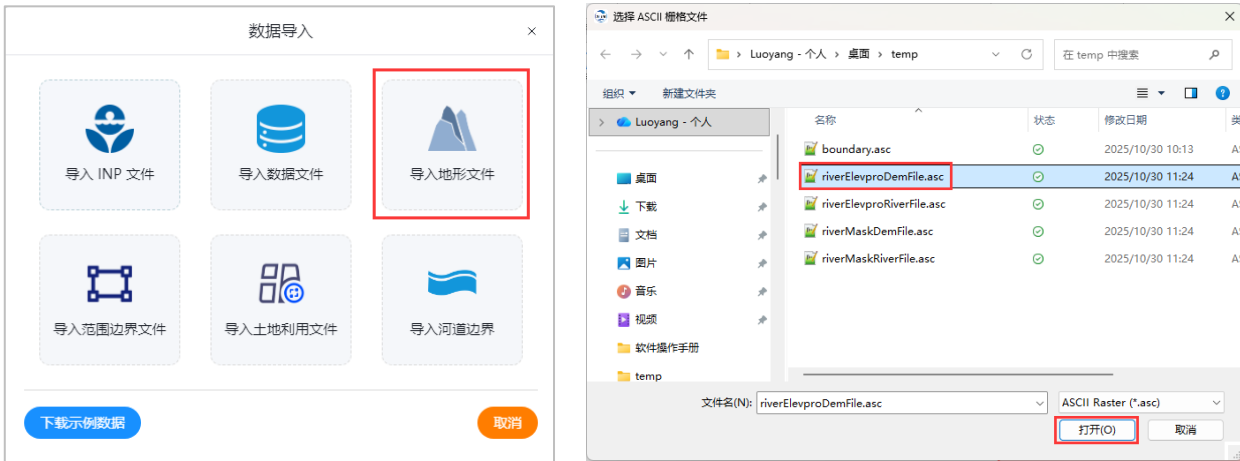 数据导入
导入 INP 文件
导入数据文件
导入地形文件
导入范围边界文件
导入土地利用文件
导入河道边界
下载示例数据
取消
选择 ASCII 栅格文件
Luoyang - 个人 › 桌面 › temp
在 temp 中搜索
组织
新建文件夹
Luoyang - 个人
桌面
下载
文档
图片
音乐
视频
软件操作手册
temp
名称 状态 修改日期 类
boundary.asc 2025/10/30 10:13 AS
riverElevproDemFile.asc 2025/10/30 11:24 AS
riverElevproRiverFile.asc 2025/10/30 11:24 AS
riverMaskDemFile.asc 2025/10/30 11:24 AS
riverMaskRiverFile.asc 2025/10/30 11:24 AS
文件名(N): riverElevproDemFile.asc ASCII Raster (*.asc)
打开(O) 取消